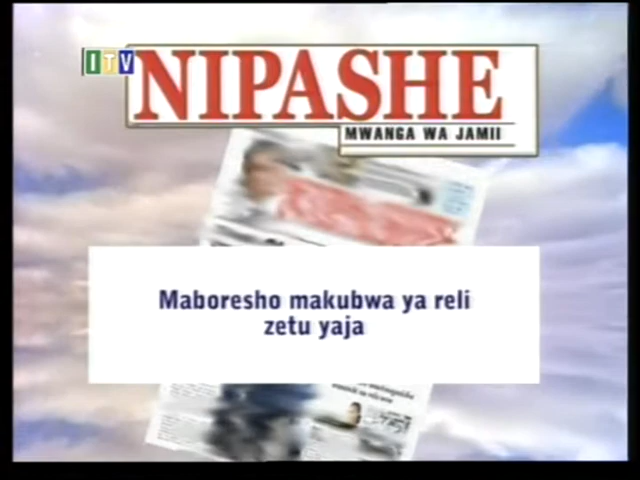 ITV
NIPASHE
MWANGA WA JAMII
Maboresho makubwa ya reli
zetu yaja